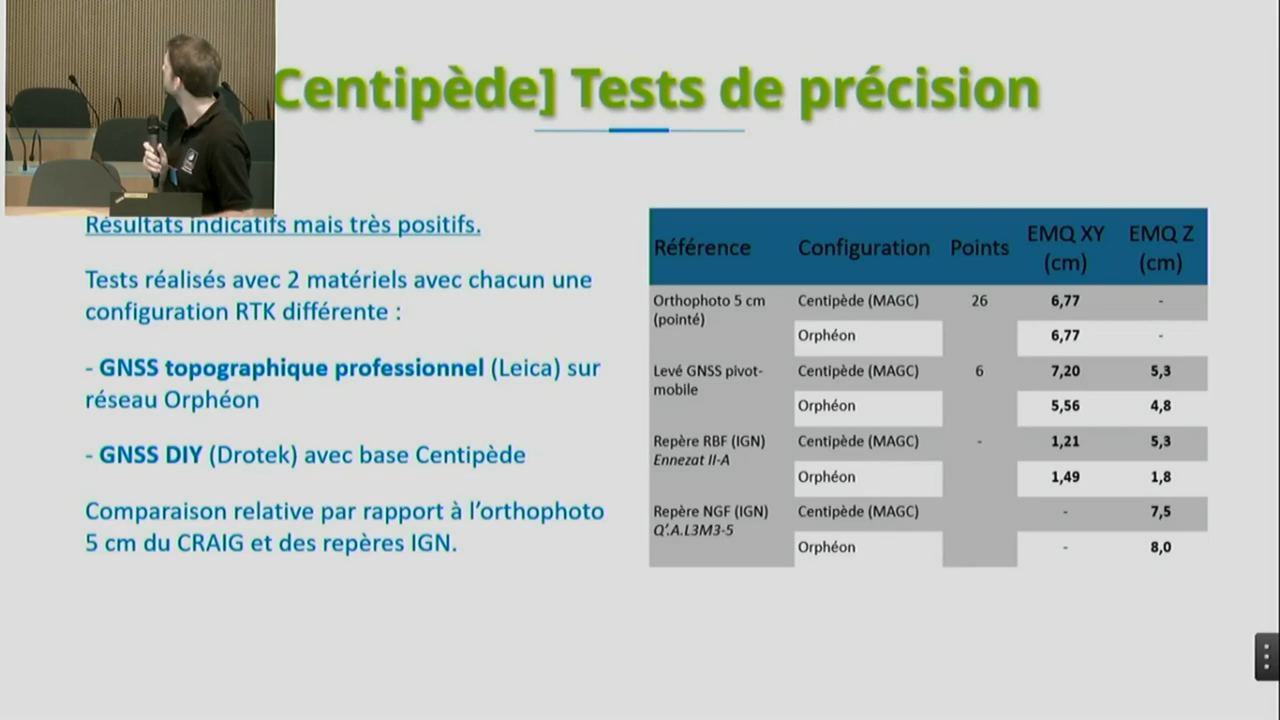 Centipède] Tests de précision
Résultats indicatifs mais très positifs.
Tests réalisés avec 2 matériels avec chacun une
configuration RTK différente :
- GNSS topographique professionnel (Leica) sur
réseau Orphéon
- GNSS DIY (Drotek) avec base Centipède
Comparaison relative par rapport à l'orthophoto
5 cm du CRAIG et des repères IGN.
Référence Configuration Points EMQ XY (cm) EMQ Z (cm)
Orthophoto 5 cm (pointé) Centipède (MAGC) 26 6,77 -
Orphéon 6,77 -
Levé GNSS pivot-mobile Centipède (MAGC) 6 7,20 5,3
Orphéon 5,56 4,8
Repère RBF (IGN) Ennezat II-A Centipède (MAGC) - 1,21 5,3
Orphéon 1,49 1,8
Repère NGF (IGN) Q'.A.L3M3-5 Centipède (MAGC) - 7,5
Orphéon - 8,0